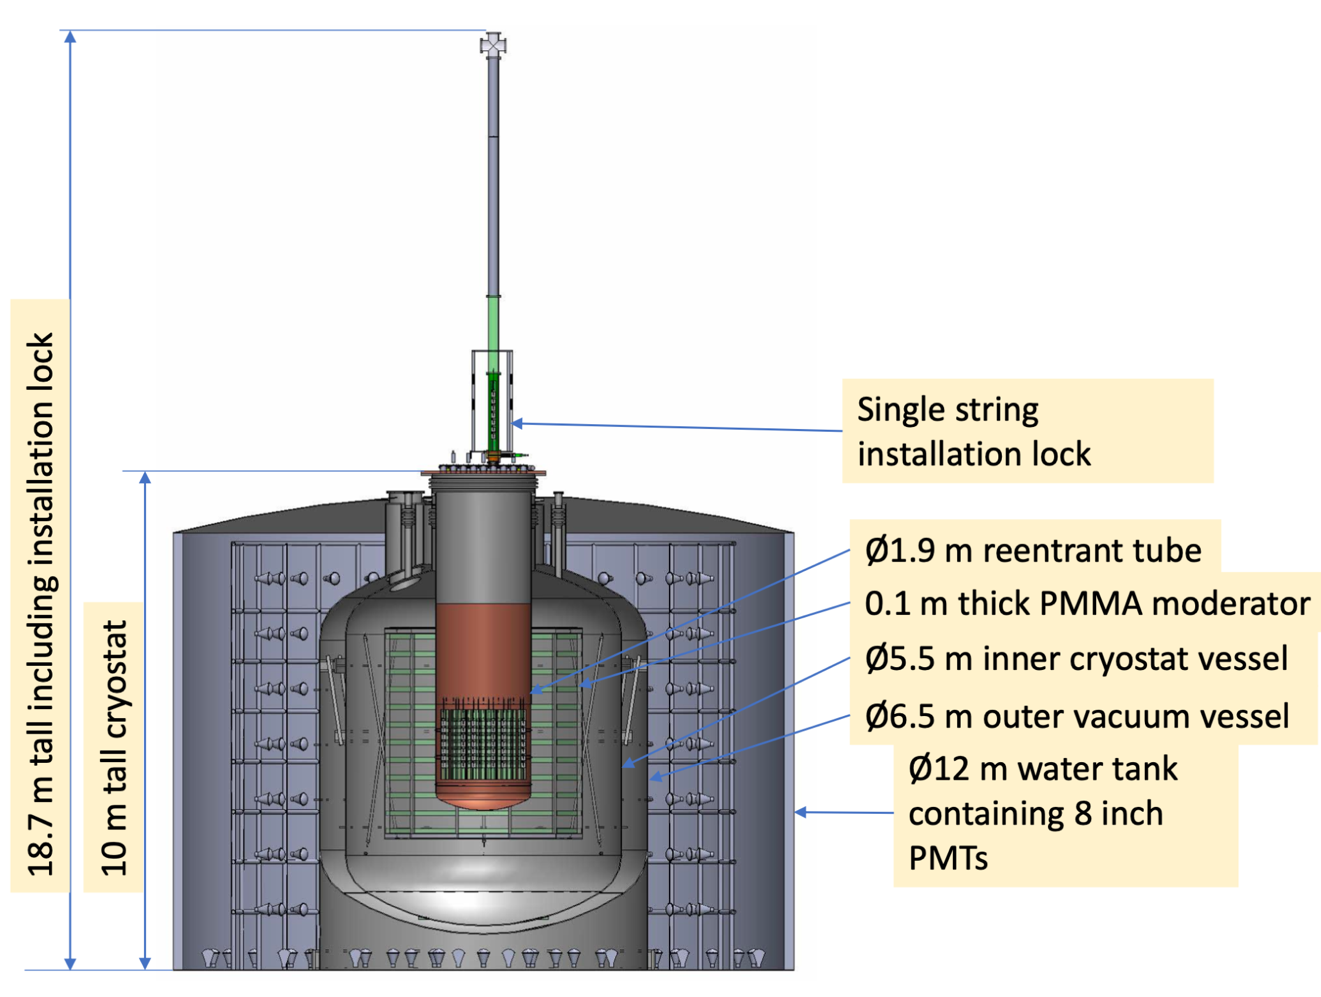 18.7 m tall including installation lock
10 m tall cryostat
Single string
installation lock
Ø1.9 m reentrant tube
0.1 m thick PMMA moderator
Ø5.5 m inner cryostat vessel
Ø6.5 m outer vacuum vessel
Ø12 m water tank
containing 8 inch
PMTs